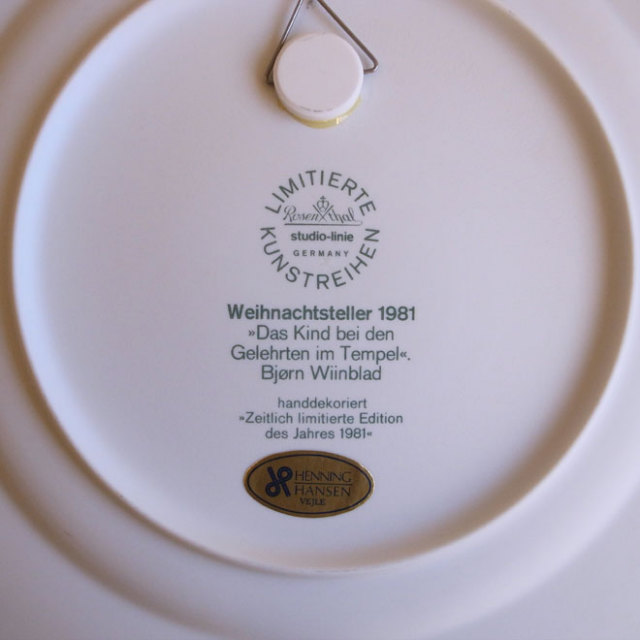 LIMITIERTE
Rosenthal
studio-linie
GERMANY
KUNSTREIHEN
Weihnachtsteller 1981
»Das Kind bei den
Gelehrten im Tempel«.
Bjørn Wiinblad
handdekoriert
»Zeitlich limitierte Edition
des Jahres 1981«
HENNING
HANSEN
VEJLE